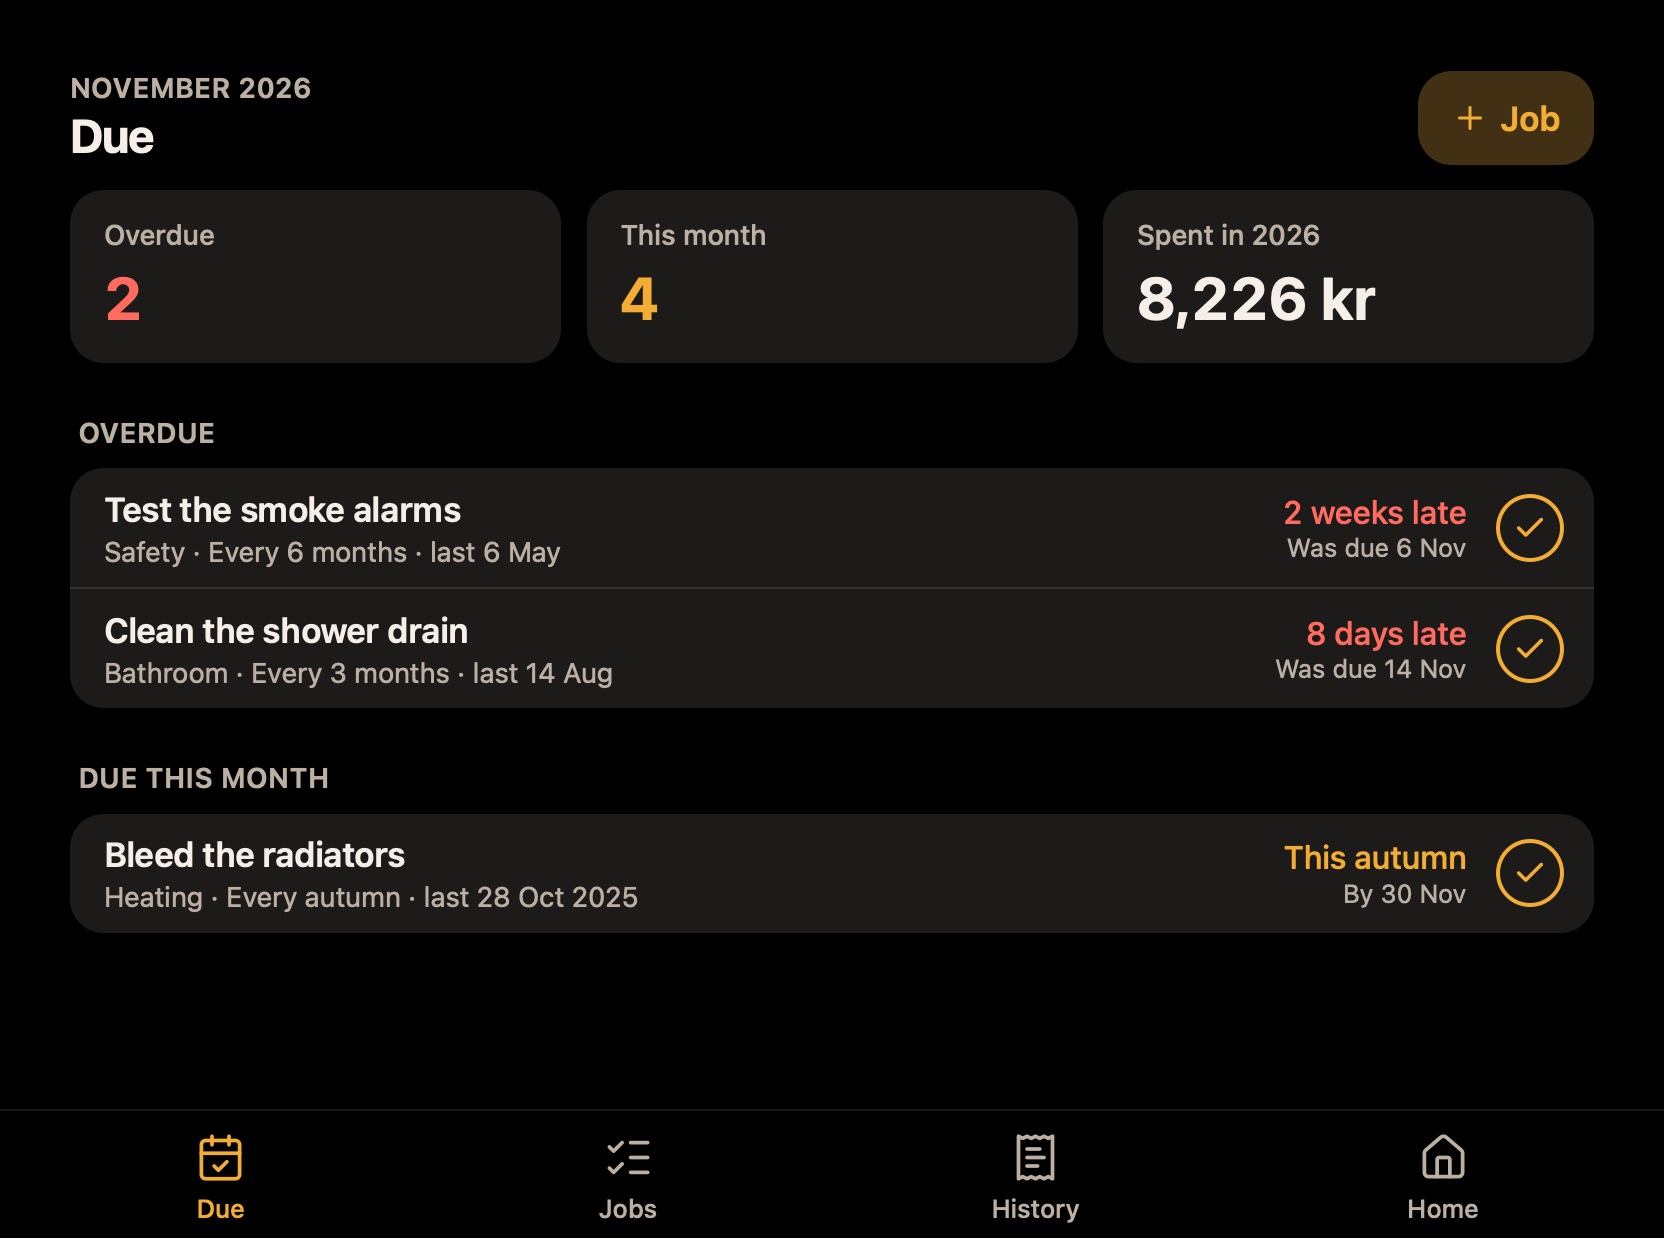 NOVEMBER 2026
Due
+ Job
Overdue
2
This month
4
Spent in 2026
8,226 kr
OVERDUE
Test the smoke alarms
Safety · Every 6 months · last 6 May
2 weeks late
Was due 6 Nov
Clean the shower drain
Bathroom · Every 3 months · last 14 Aug
8 days late
Was due 14 Nov
DUE THIS MONTH
Bleed the radiators
Heating · Every autumn · last 28 Oct 2025
This autumn
By 30 Nov
Due
Jobs
History
Home